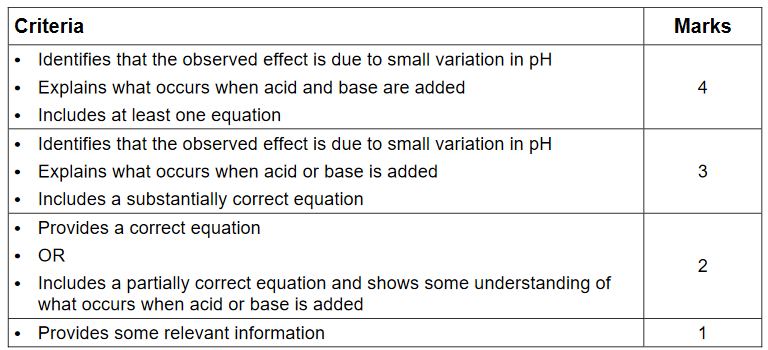 Criteria Marks
• Identifies that the observed effect is due to small variation in pH
• Explains what occurs when acid and base are added
• Includes at least one equation
4
• Identifies that the observed effect is due to small variation in pH
• Explains what occurs when acid or base is added
• Includes a substantially correct equation
3
• Provides a correct equation
• OR
• Includes a partially correct equation and shows some understanding of
what occurs when acid or base is added
2
• Provides some relevant information 1